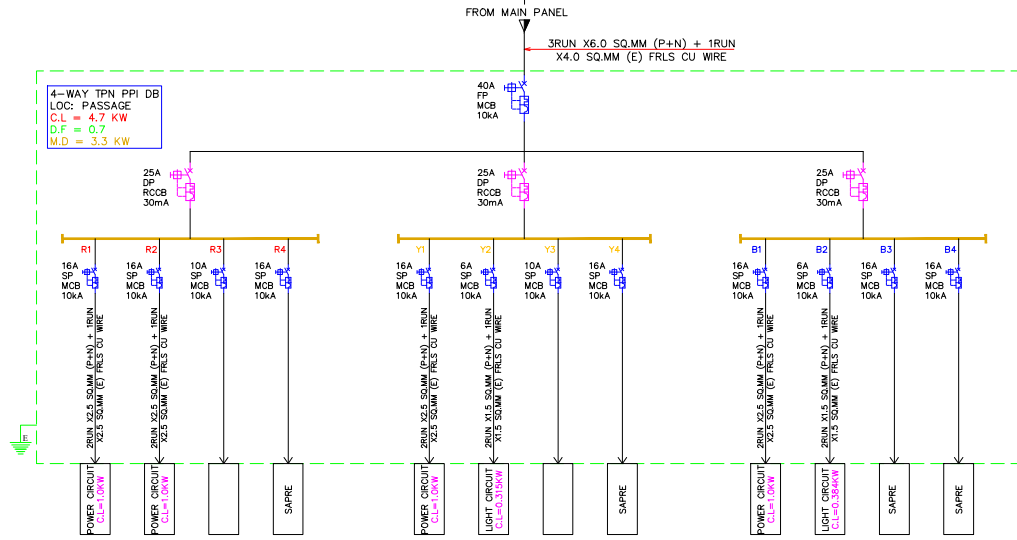 FROM MAIN PANEL
3RUN X6.0 SQ.MM (P+N) + 1RUN
X4.0 SQ.MM (E) FRLS CU WIRE
4-WAY TPN PPI DB
LOC: PASSAGE
C.L = 4.7 KW
D.F = 0.7
M.D = 3.3 KW
40A
FP
MCB
10kA
25A
DP
RCCB
30mA
25A
DP
RCCB
30mA
25A
DP
RCCB
30mA
R1
R2
R3
R4
Y1
Y2
Y3
Y4
B1
B2
B3
B4
16A
SP
MCB
10kA
16A
SP
MCB
10kA
10A
SP
MCB
10kA
16A
SP
MCB
10kA
16A
SP
MCB
10kA
6A
SP
MCB
10kA
10A
SP
MCB
10kA
16A
SP
MCB
10kA
16A
SP
MCB
10kA
6A
SP
MCB
10kA
16A
SP
MCB
10kA
16A
SP
MCB
10kA
2RUN X2.5 SQ.MM (P+N) + 1RUN
X2.5 SQ.MM (E) FRLS CU WIRE
2RUN X2.5 SQ.MM (P+N) + 1RUN
X2.5 SQ.MM (E) FRLS CU WIRE
2RUN X2.5 SQ.MM (P+N) + 1RUN
X2.5 SQ.MM (E) FRLS CU WIRE
2RUN X1.5 SQ.MM (P+N) + 1RUN
X1.5 SQ.MM (E) FRLS CU WIRE
2RUN X2.5 SQ.MM (P+N) + 1RUN
X2.5 SQ.MM (E) FRLS CU WIRE
2RUN X1.5 SQ.MM (P+N) + 1RUN
X1.5 SQ.MM (E) FRLS CU WIRE
E
POWER CIRCUIT
C.L=1.0KW
POWER CIRCUIT
C.L=1.0KW
SAPRE
POWER CIRCUIT
C.L=1.0KW
LIGHT CIRCUIT
C.L=0.315KW
SAPRE
POWER CIRCUIT
C.L=1.0KW
LIGHT CIRCUIT
C.L=0.384KW
SAPRE
SAPRE